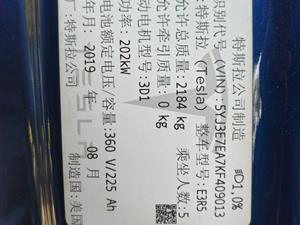 特斯拉公司制造
识别代号 (VIN): 5YJ3E7EA7KF409013
: 特斯拉 (Tesla) 整车型号: E3R5
允许总质量: 2184 kg 乘坐人数: 5
允许牵引质量: 0 kg
动电机型号: 3D1
功率: 202kW
电池额定电压/容量: 360 V/225 Ah
年月: 2019 年 08 月
厂: 特斯拉公司 制造国: 美国